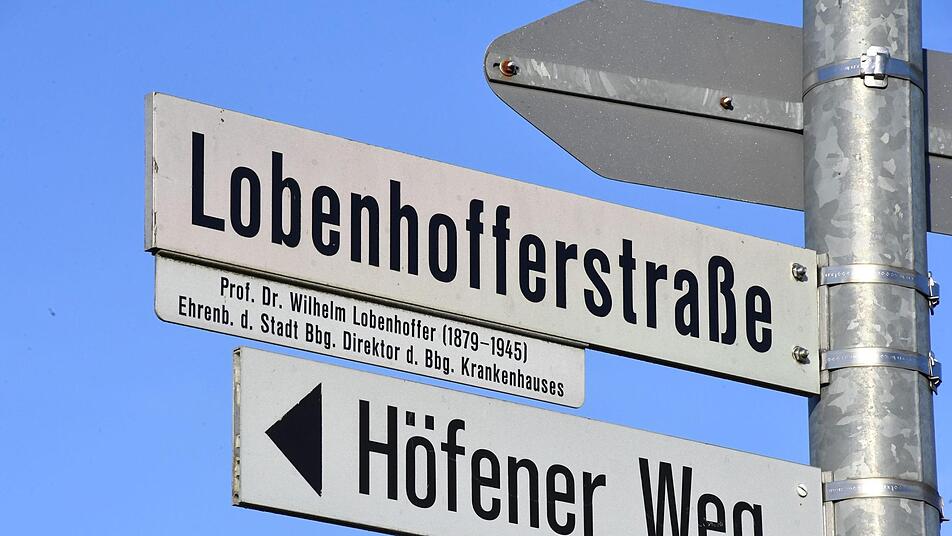 Lobenhofferstraße
Prof. Dr. Wilhelm Lobenhoffer (1879–1945)
Ehrenb. d. Stadt Bbg. Direktor d. Bbg. Krankenhauses
Höfener Weg